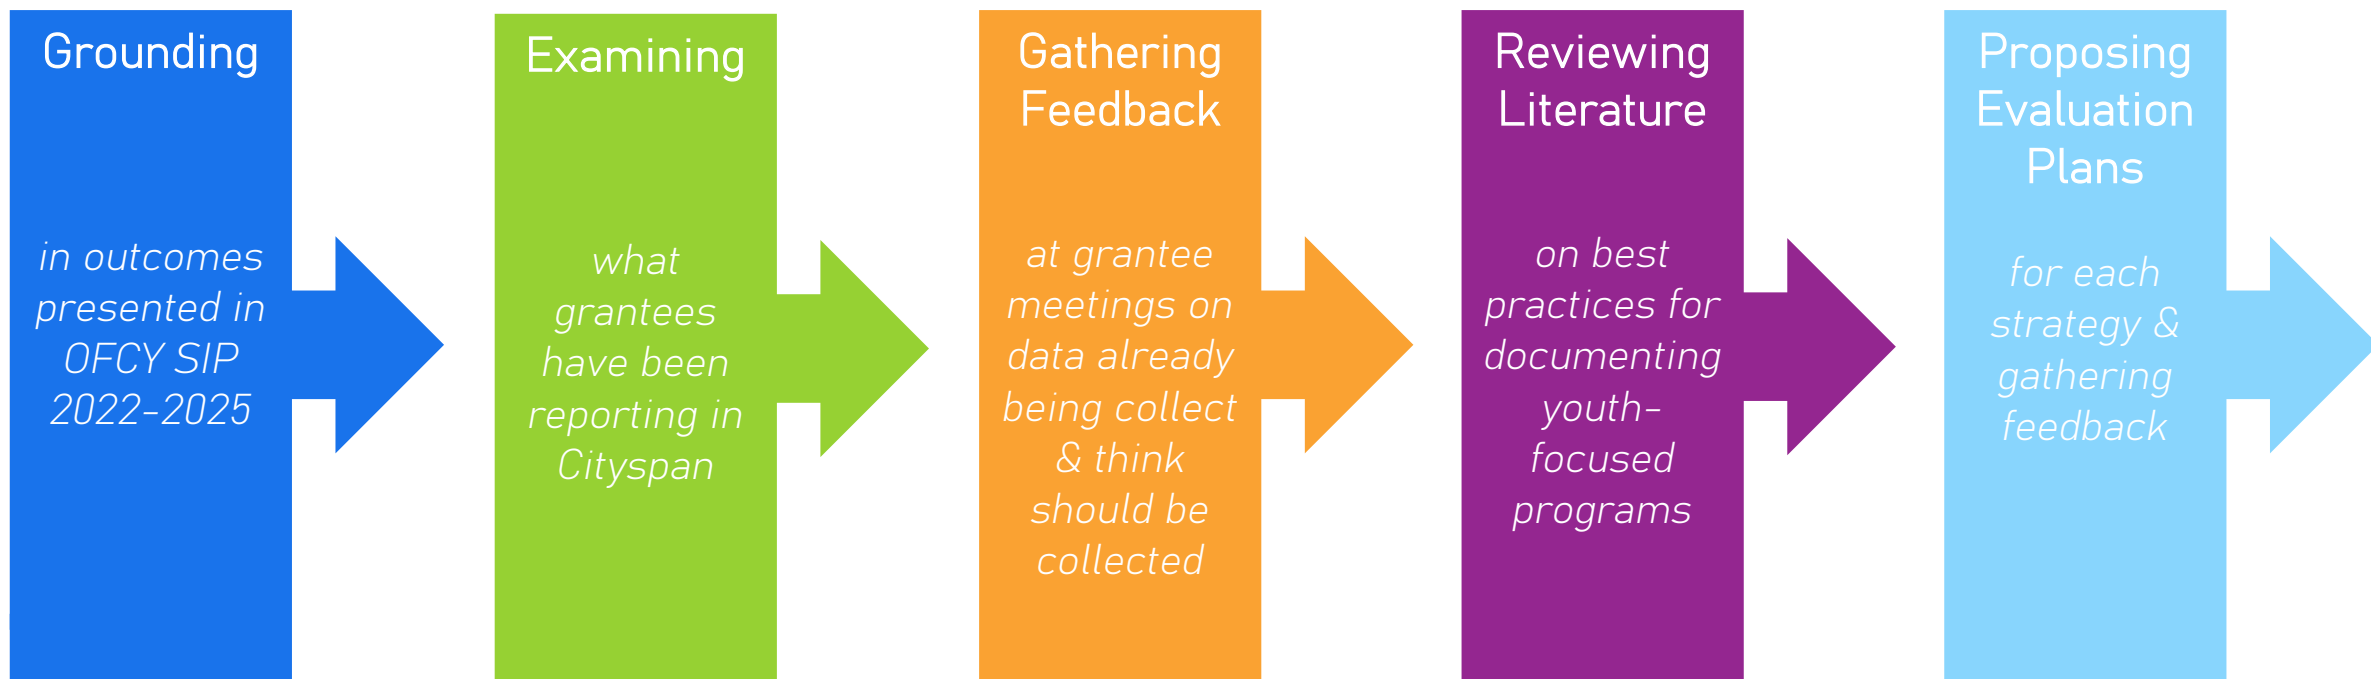 Grounding
in outcomes
presented in
OFCY SIP
2022-2025
Examining
what
grantees
have been
reporting in
Cityspan
Gathering
Feedback
at grantee
meetings on
data already
being collect
& think
should be
collected
Reviewing
Literature
on best
practices for
documenting
youth-
focused
programs
Proposing
Evaluation
Plans
for each
strategy &
gathering
feedback